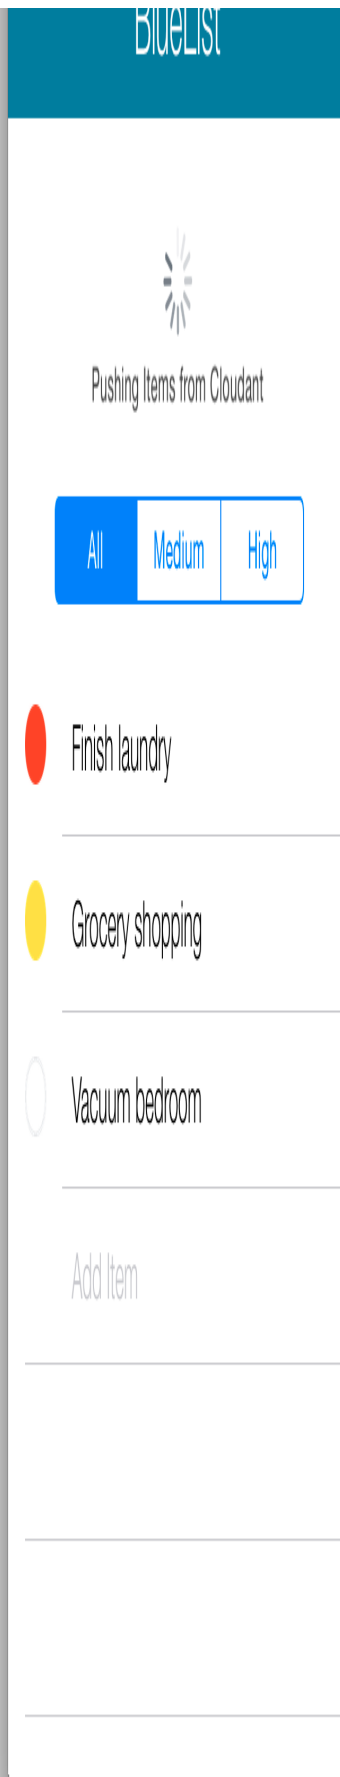 BlueList
Pushing Items from Cloudant
All Medium High
Finish laundry
Grocery shopping
Vacuum bedroom
Add Item